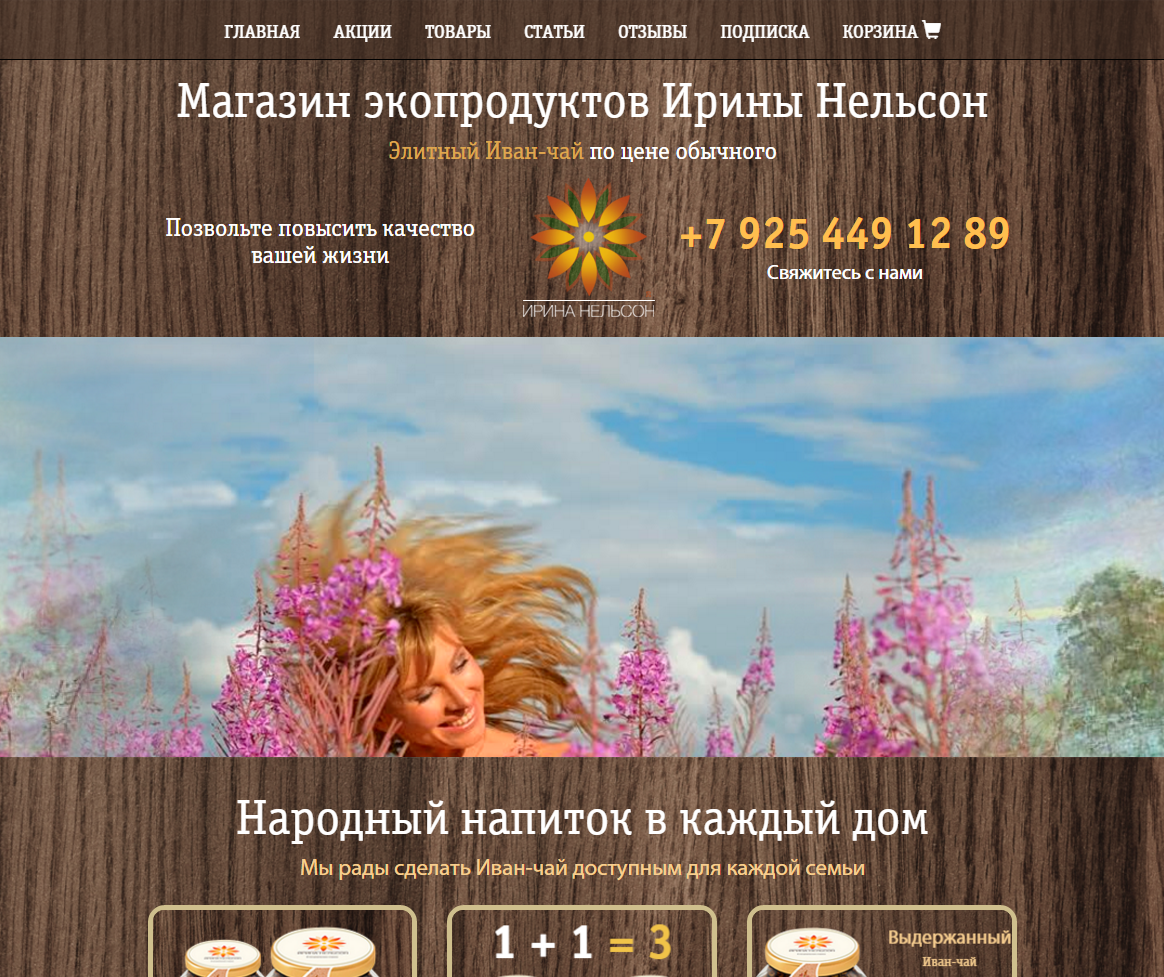 ГЛАВНАЯ АКЦИИ ТОВАРЫ СТАТЬИ ОТЗЫВЫ ПОДПИСКА КОРЗИНА
Магазин экопродуктов Ирины Нельсон
Элитный Иван-чай по цене обычного
Позвольте повысить качество
вашей жизни
ИРИНА НЕЛЬСОН
+7 925 449 12 89
Свяжитесь с нами
Народный напиток в каждый дом
Мы рады сделать Иван-чай доступным для каждой семьи
1 + 1 = 3
Выдержанный
Иван-чай